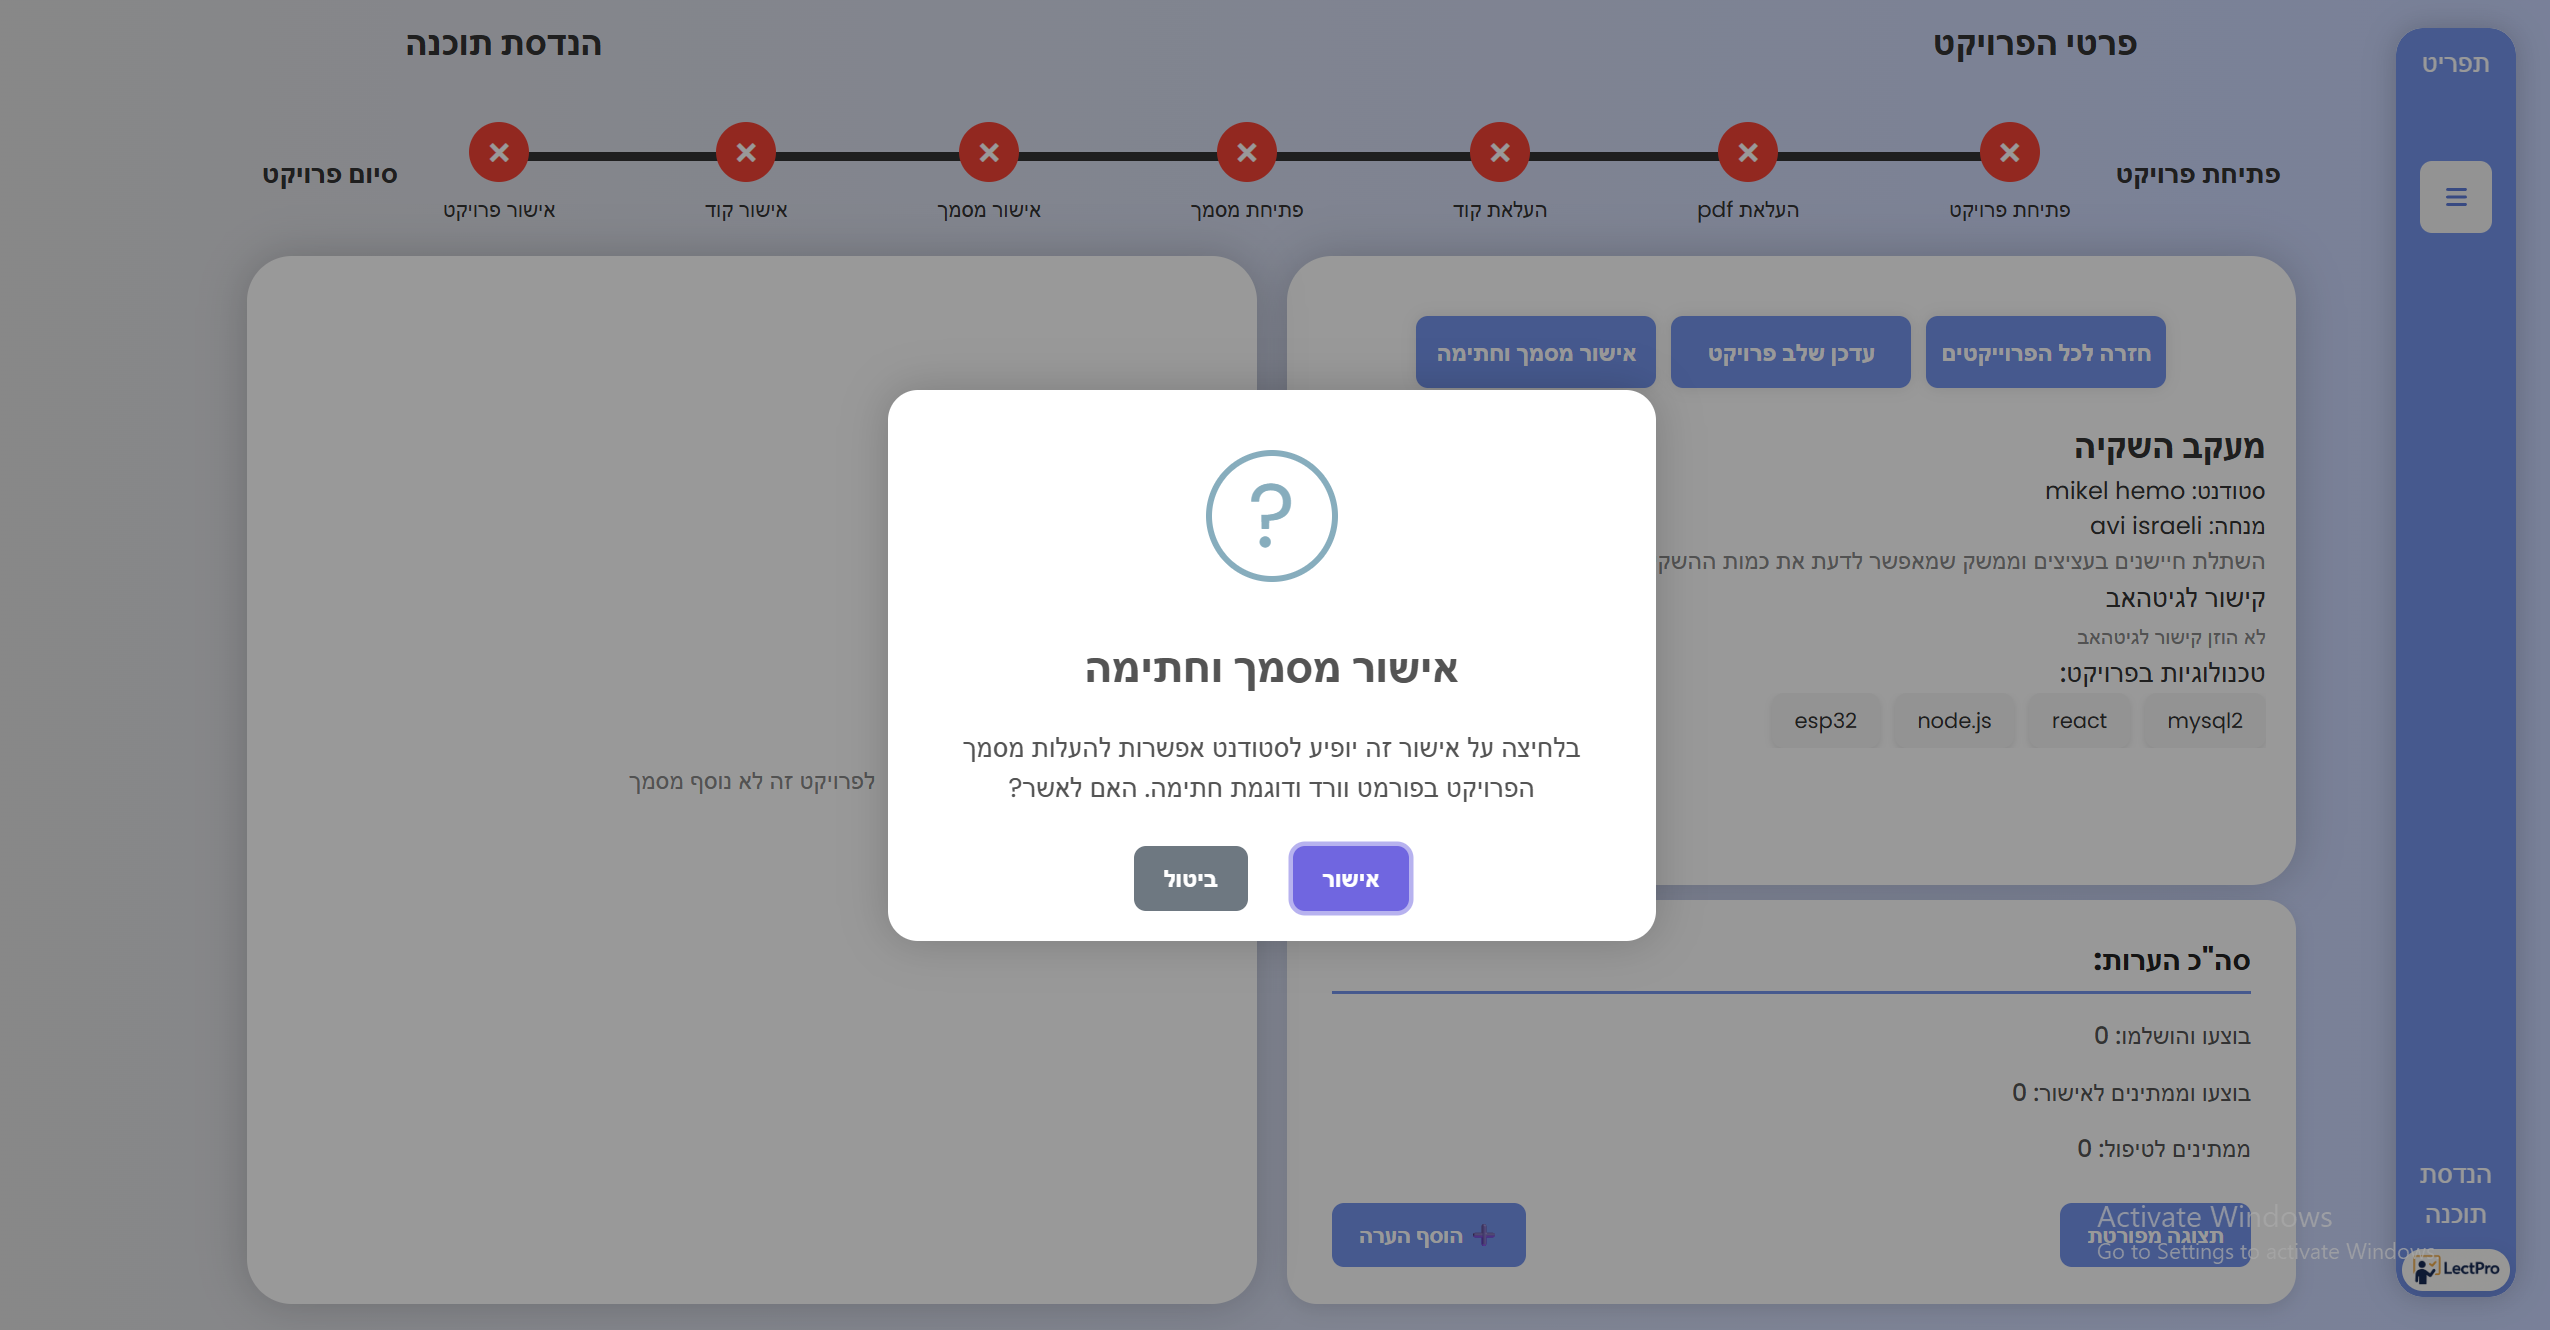 תפריט
פרטי הפרויקט
הנדסת תוכנה
פתיחת פרויקט
פתיחת פרויקט
העלאת pdf
העלאת קוד
פתיחת מסמך
אישור מסמך
אישור קוד
אישור פרויקט
סיום פרויקט
חזרה לכל הפרוייקטים
עדכן שלב פרויקט
אישור מסמך וחתימה
מעקב השקיה
סטודנט: mikel hemo
מנחה: avi israeli
השתלת חיישנים בעציצים וממשק שמאפשר לדעת את כמות ההשק
קישור לגיטהאב
לא הוזן קישור לגיטהאב
טכנולוגיות בפרויקט:
mysql2
react
node.js
esp32
לפרויקט זה לא נוסף מסמך
?
אישור מסמך וחתימה
בלחיצה על אישור זה יופיע לסטודנט אפשרות להעלות מסמך
הפרויקט בפורמט וורד ודוגמת חתימה. האם לאשר?
אישור
ביטול
סה"כ הערות:
בוצעו והושלמו: 0
בוצעו וממתינים לאישור: 0
ממתינים לטיפול: 0
תצוגה מפורטת
הוסף הערה
הנדסת
תוכנה
LectPro
Activate Windows
Go to Settings to activate Windows.